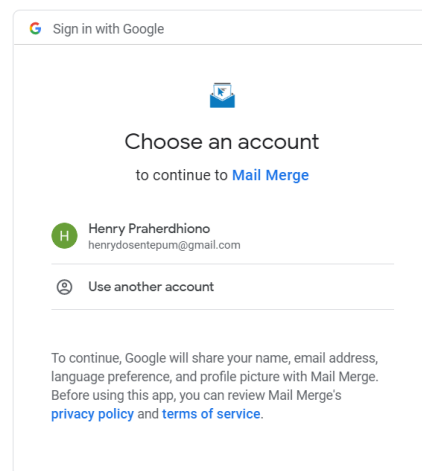 Sign in with Google
Choose an account
to continue to Mail Merge
H
Henry Praherdhiono
henrydosentepum@gmail.com
Use another account
To continue, Google will share your name, email address,
language preference, and profile picture with Mail Merge.
Before using this app, you can review Mail Merge's
privacy policy and terms of service.